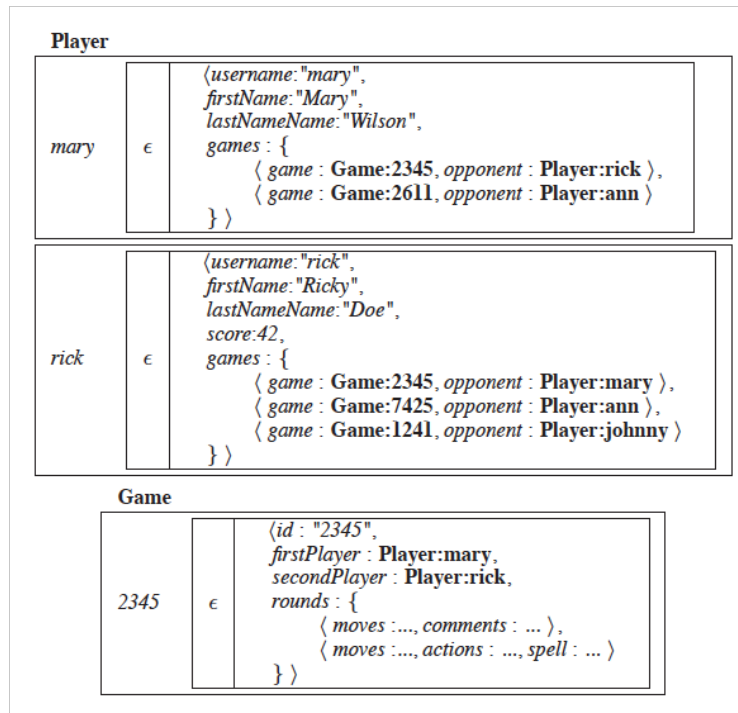 Player
mary
ϵ
⟨username:"mary",
firstName:"Mary",
lastNameName:"Wilson",
games : {
⟨ game : Game:2345, opponent : Player:rick ⟩,
⟨ game : Game:2611, opponent : Player:ann ⟩
} ⟩
rick
ϵ
⟨username:"rick",
firstName:"Ricky",
lastNameName:"Doe",
score:42,
games : {
⟨ game : Game:2345, opponent : Player:mary ⟩,
⟨ game : Game:7425, opponent : Player:ann ⟩,
⟨ game : Game:1241, opponent : Player:johnny ⟩
} ⟩
Game
2345
ϵ
⟨id : "2345",
firstPlayer : Player:mary,
secondPlayer : Player:rick,
rounds : {
⟨ moves :..., comments : ... ⟩,
⟨ moves :..., actions : ..., spell : ... ⟩
} ⟩